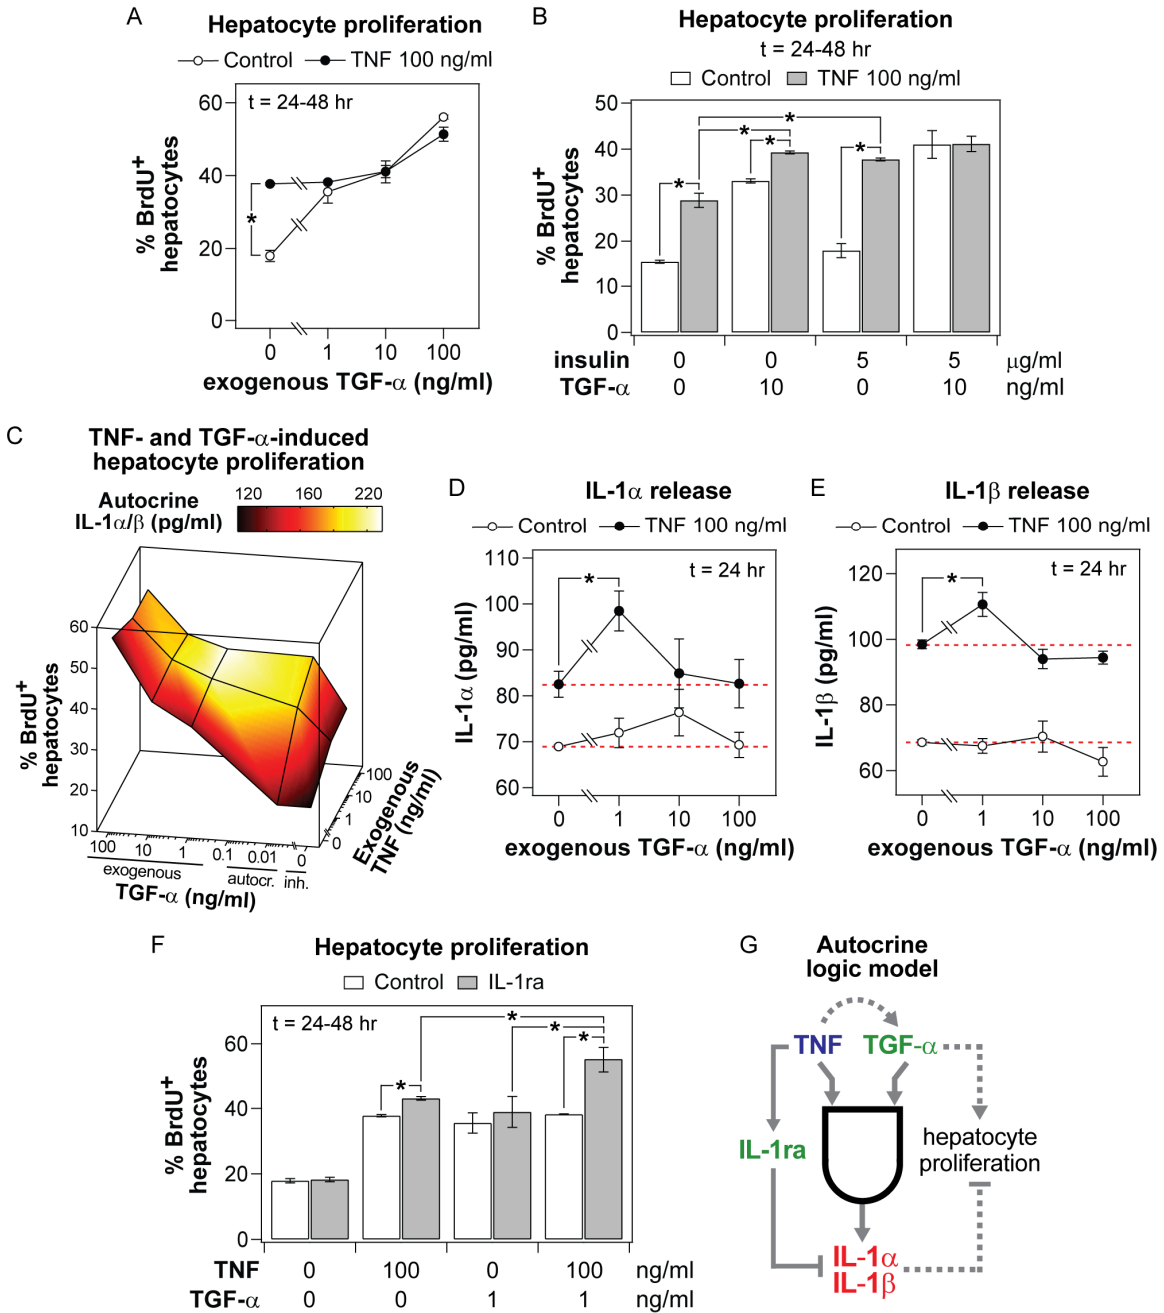 A
Hepatocyte proliferation
Control TNF 100 ng/ml
t = 24-48 hr
% BrdU+
hepatocytes
60
40
20
0
*
0 1 10 100
exogenous TGF-α (ng/ml)
B
Hepatocyte proliferation
t = 24-48 hr
Control TNF 100 ng/ml
% BrdU+
hepatocytes
50
40
30
20
10
0
*
*
*
*
*
insulin 0 0 5 5 μg/ml
TGF-α 0 10 0 10 ng/ml
C
TNF- and TGF-α-induced
hepatocyte proliferation
Autocrine
IL-1α/β (pg/ml)
120 160 220
% BrdU+
hepatocytes
60
50
40
30
20
10
100 10 1 0.1 0.01 0
exogenous autocr. inh.
TGF-α (ng/ml)
100
10
1
0
Exogenous
TNF (ng/ml)
D
IL-1α release
Control TNF 100 ng/ml
t = 24 hr
IL-1α (pg/ml)
110
100
90
80
70
60
*
0 1 10 100
exogenous TGF-α (ng/ml)
E
IL-1β release
Control TNF 100 ng/ml
t = 24 hr
IL-1β (pg/ml)
120
100
80
60
*
0 1 10 100
exogenous TGF-α (ng/ml)
F
Hepatocyte proliferation
Control IL-1ra
t = 24-48 hr
% BrdU+
hepatocytes
60
40
20
0
*
*
*
*
TNF 0 100 0 100 ng/ml
TGF-α 0 0 1 1 ng/ml
G
Autocrine
logic model
TNF TGF-α
IL-1ra
hepatocyte
proliferation
IL-1α
IL-1β